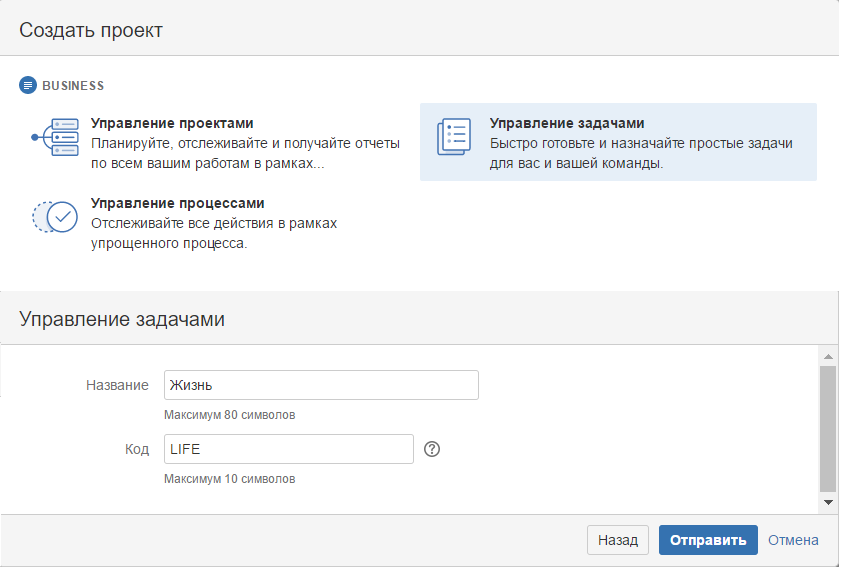 Создать проект
BUSINESS
Управление проектами
Планируйте, отслеживайте и получайте отчеты
по всем вашим работам в рамках...
Управление задачами
Быстро готовьте и назначайте простые задачи
для вас и вашей команды.
Управление процессами
Отслеживайте все действия в рамках
упрощенного процесса.
Управление задачами
Название Жизнь
Максимум 80 символов
Код LIFE
Максимум 10 символов
Назад Отправить Отмена